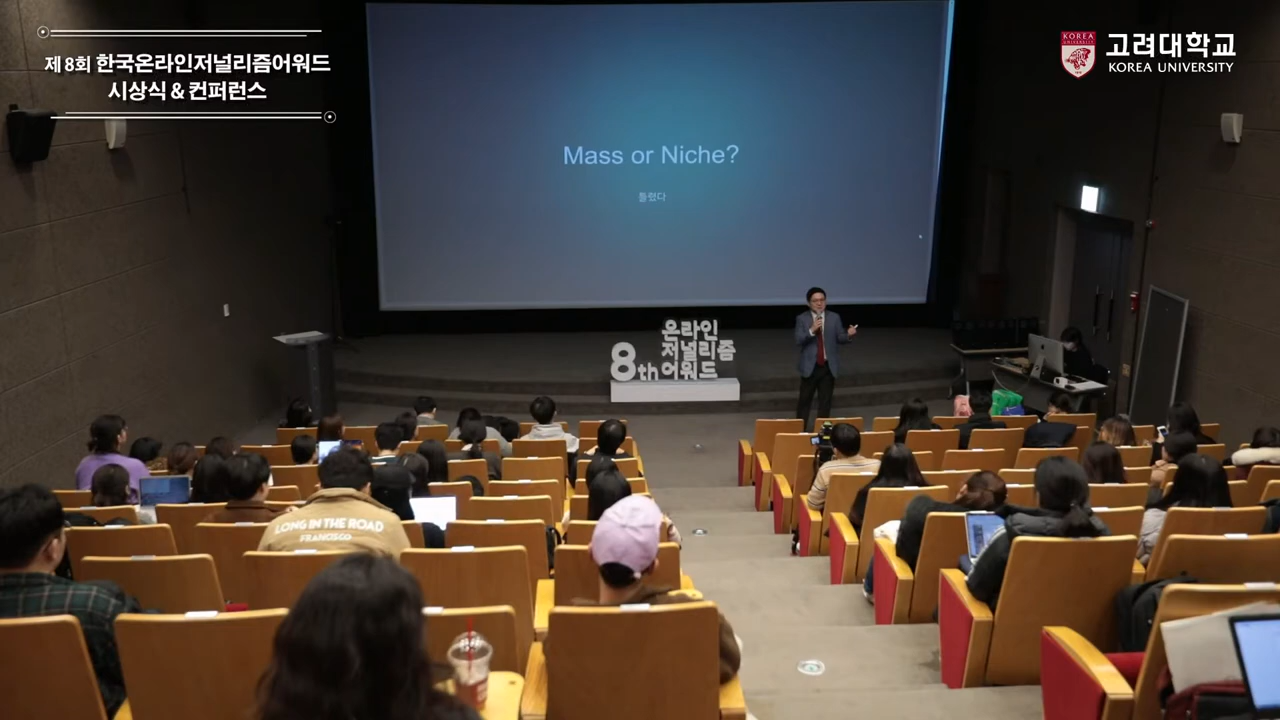 제 8회 한국온라인저널리즘어워드
시상식 & 컨퍼런스
KOREA
고려대학교
KOREA UNIVERSITY
Mass or Niche?
틀렸다
8th
온라인
저널리즘
어워드
LONG IN THE ROAD
FRANCISCO